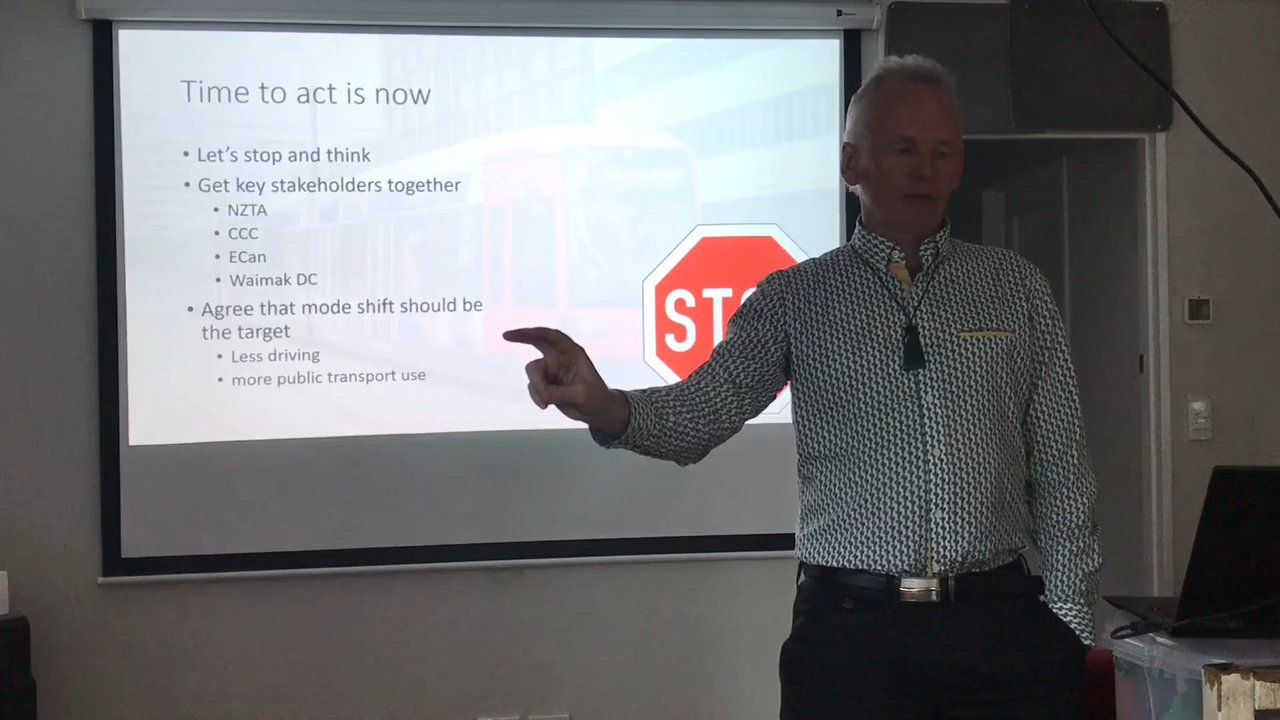 Time to act is now
• Let's stop and think
• Get key stakeholders together
• NZTA
• CCC
• ECan
• Waimak DC
• Agree that mode shift should be
the target
• Less driving
• more public transport use